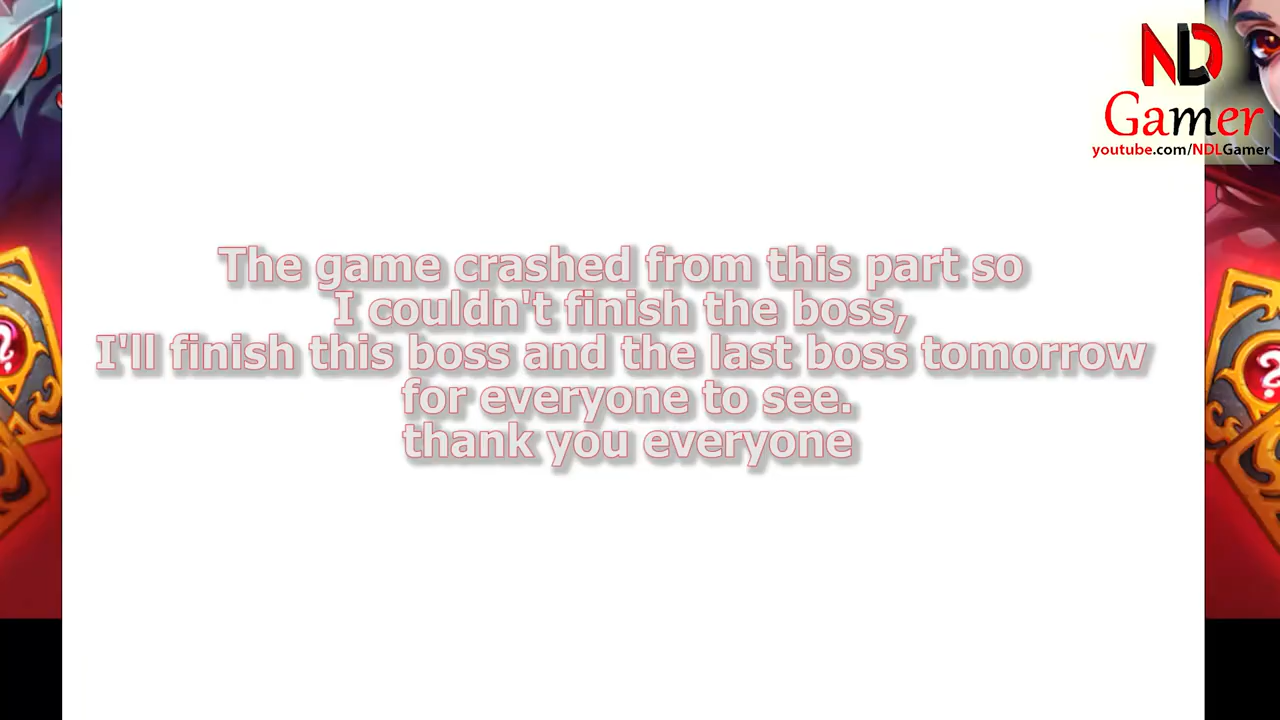 ND
Gamer
youtube.com/NDLGamer
The game crashed from this part so
I couldn't finish the boss,
I'll finish this boss and the last boss tomorrow
for everyone to see.
thank you everyone
?
?